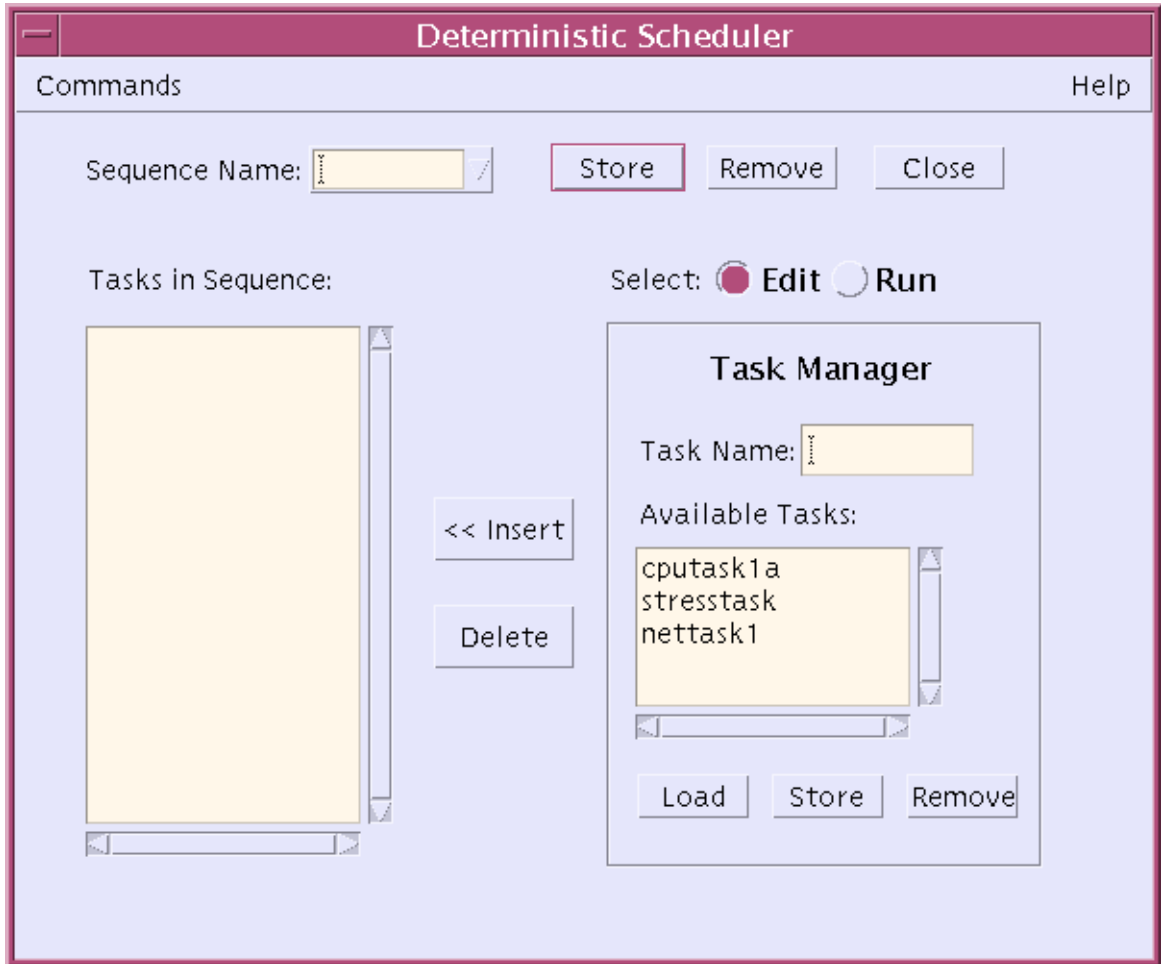 Deterministic Scheduler
Commands Help
Sequence Name: Store Remove Close
Tasks in Sequence: Select: Edit Run
Task Manager
Task Name:
<< Insert
Available Tasks:
cputask1a
stresstask
nettask1
Delete
Load Store Remove